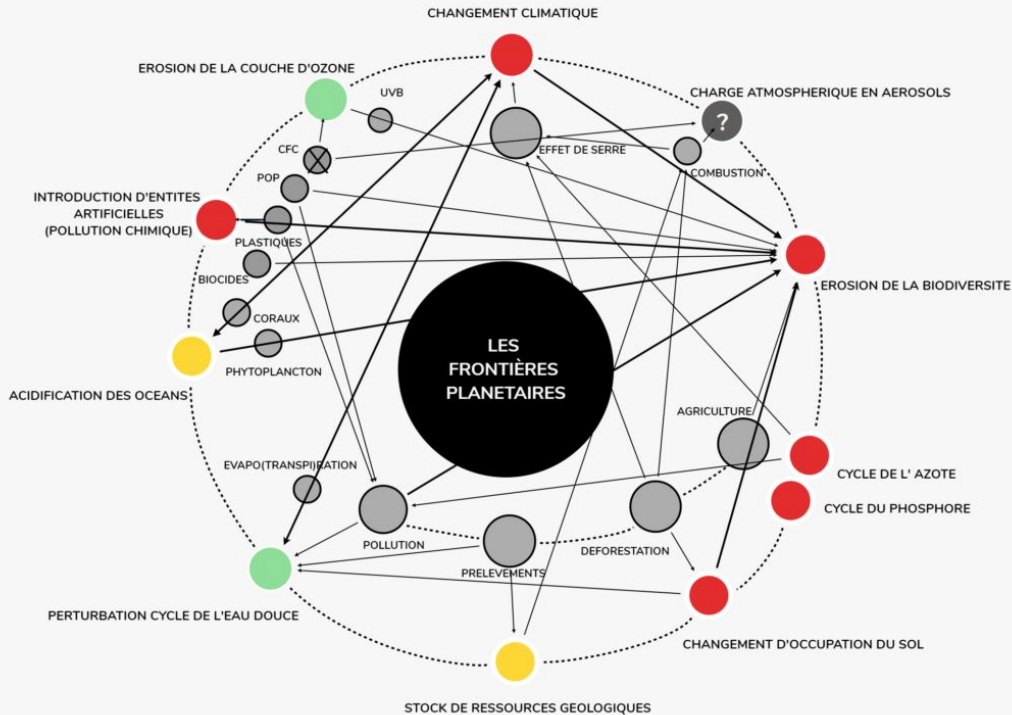 CHANGEMENT CLIMATIQUE
EROSION DE LA COUCHE D'OZONE
UVB
CHARGE ATMOSPHERIQUE EN AEROSOLS
?
CFC
EFFET DE SERRE
COMBUSTION
POP
INTRODUCTION D'ENTITES
ARTIFICIELLES
(POLLUTION CHIMIQUE)
PLASTIQUES
BIOCIDES
EROSION DE LA BIODIVERSITE
CORAUX
LES
FRONTIÈRES
PLANETAIRES
PHYTOPLANCTON
ACIDIFICATION DES OCEANS
AGRICULTURE
EVAPO(TRANSPI)RATION
CYCLE DE L' AZOTE
CYCLE DU PHOSPHORE
POLLUTION
DEFORESTATION
PRELEVEMENTS
PERTURBATION CYCLE DE L'EAU DOUCE
CHANGEMENT D'OCCUPATION DU SOL
STOCK DE RESSOURCES GEOLOGIQUES